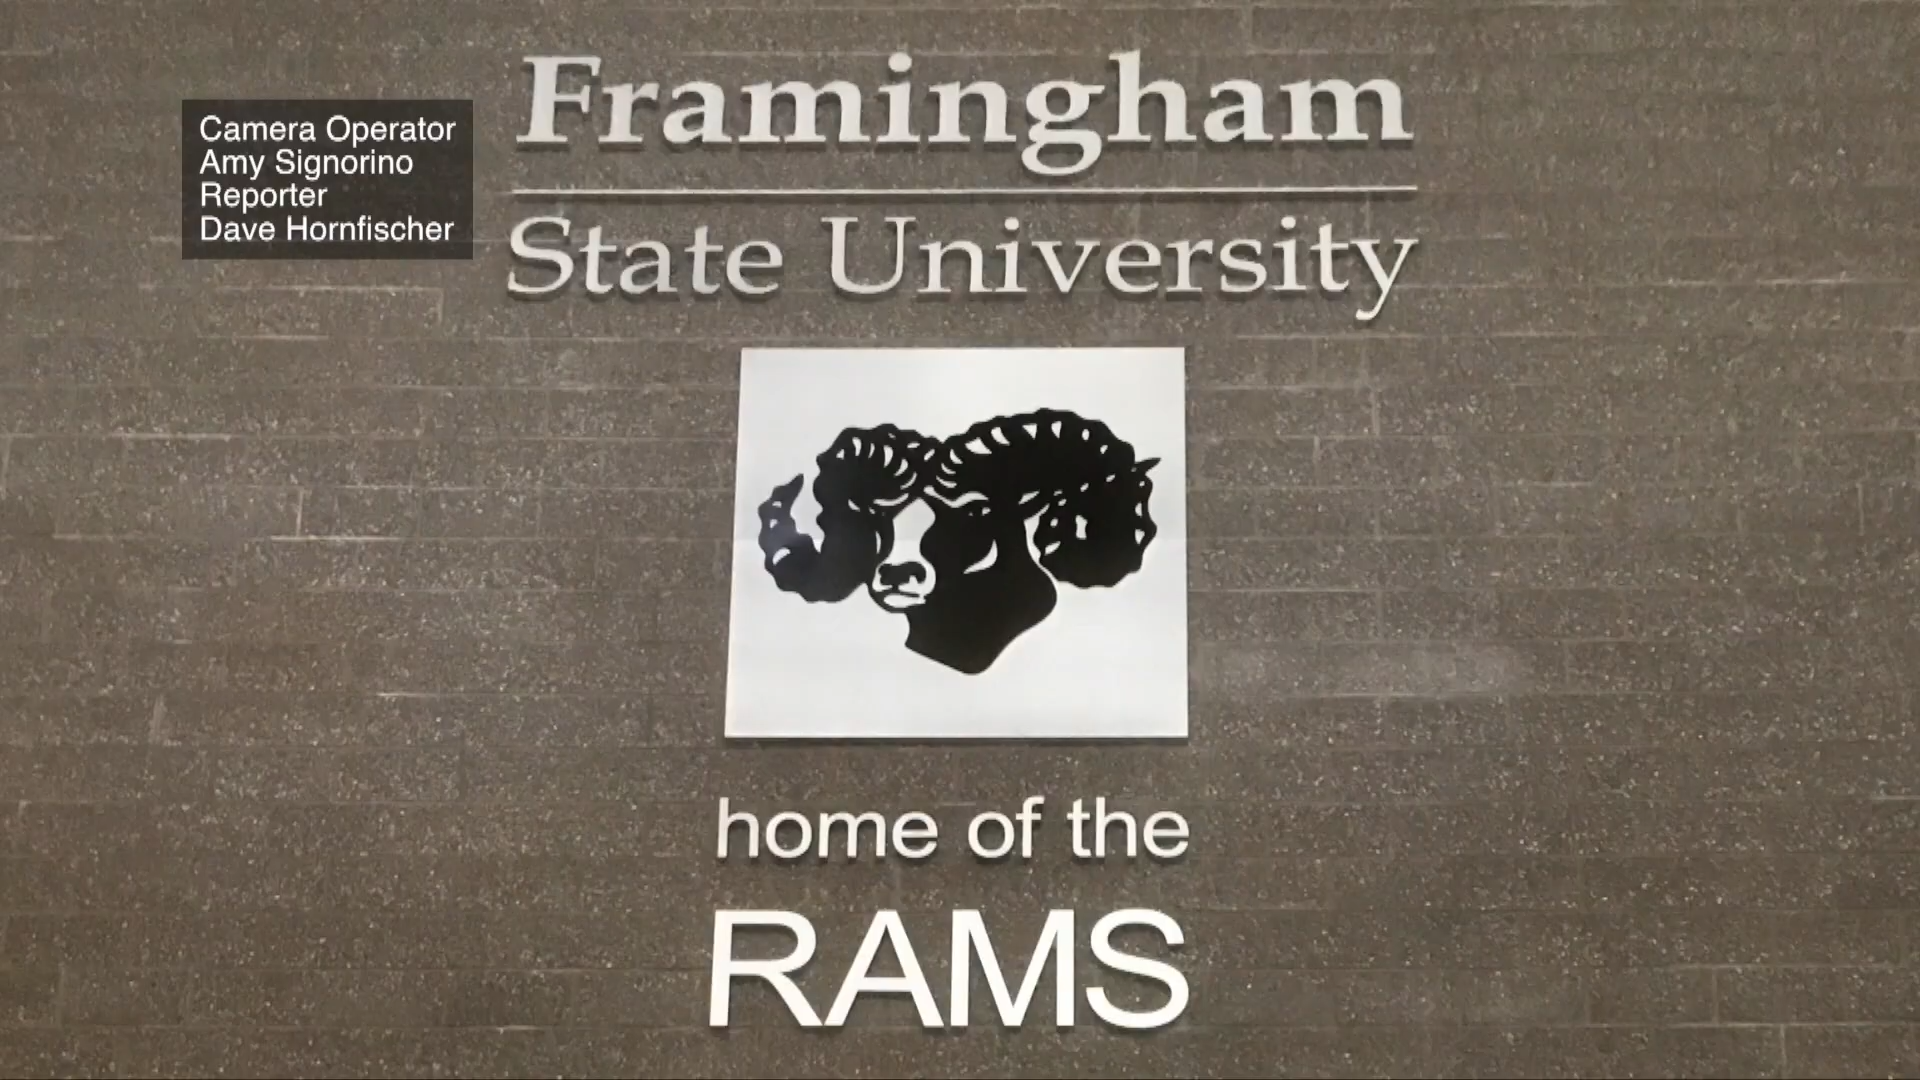 Camera Operator
Amy Signorino
Reporter
Dave Hornfischer
Framingham
State University
home of the
RAMS